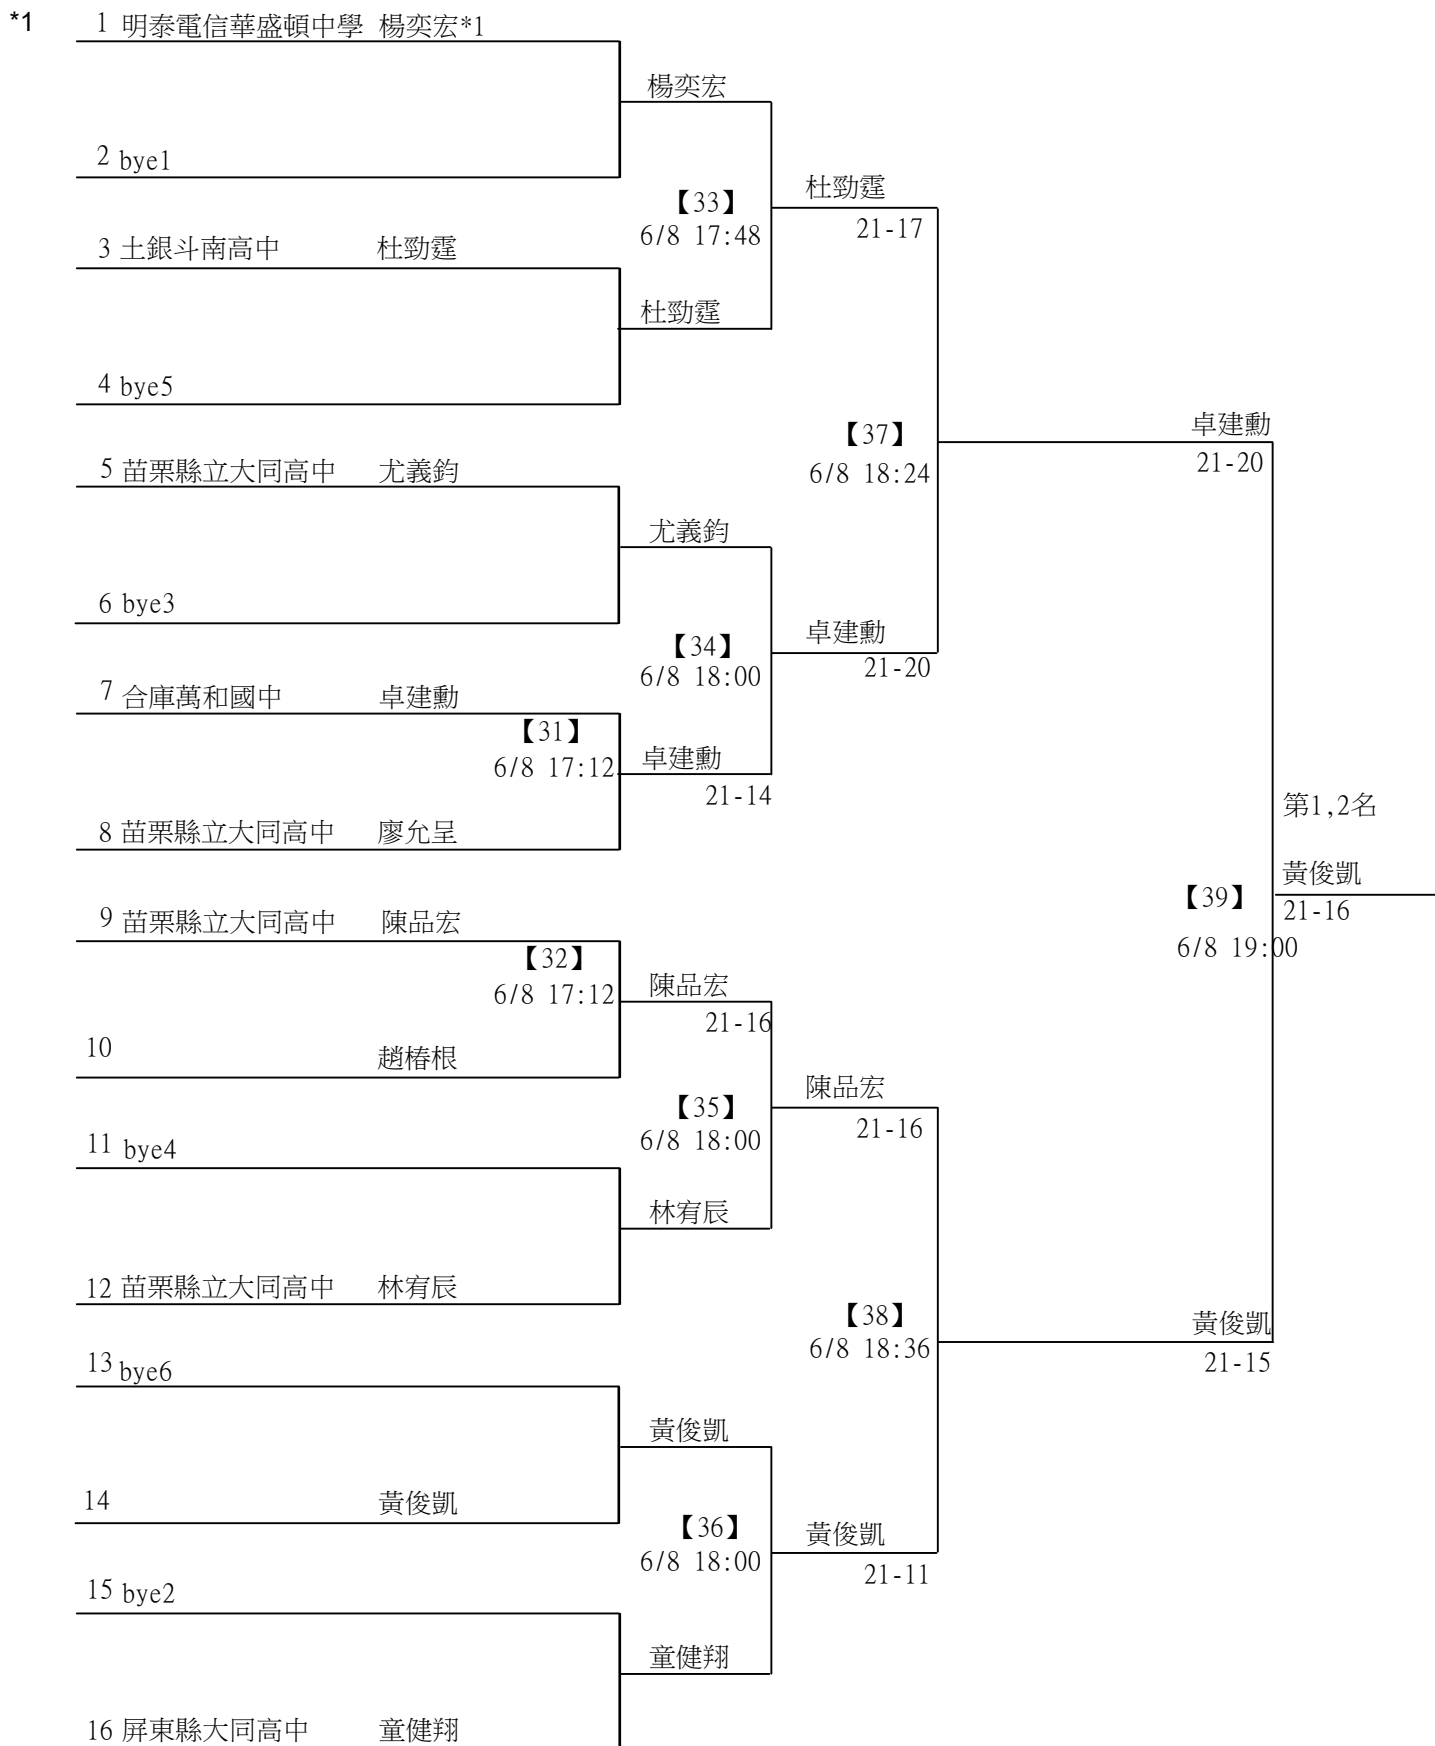 *1
1 明泰電信華盛頓中學 楊奕宏*1
楊奕宏
2 bye1
杜勁霆
【33】
21-17
6/8 17:48
3 土銀斗南高中 杜勁霆
杜勁霆
4 bye5
卓建勳
【37】
21-20
6/8 18:24
5 苗栗縣立大同高中 尤義鈞
尤義鈞
6 bye3
卓建勳
【34】
21-20
6/8 18:00
7 合庫萬和國中 卓建勳
【31】
6/8 17:12
卓建勳
21-14
第1,2名
8 苗栗縣立大同高中 廖允呈
黃俊凱
【39】
21-16
6/8 19:00
9 苗栗縣立大同高中 陳品宏
【32】
6/8 17:12
陳品宏
21-16
10 趙椿根
陳品宏
【35】
21-16
6/8 18:00
11 bye4
林宥辰
12 苗栗縣立大同高中 林宥辰
【38】
6/8 18:36
黃俊凱
21-15
13 bye6
黃俊凱
14 黃俊凱
【36】
6/8 18:00
黃俊凱
21-11
15 bye2
童健翔
16 屏東縣大同高中 童健翔